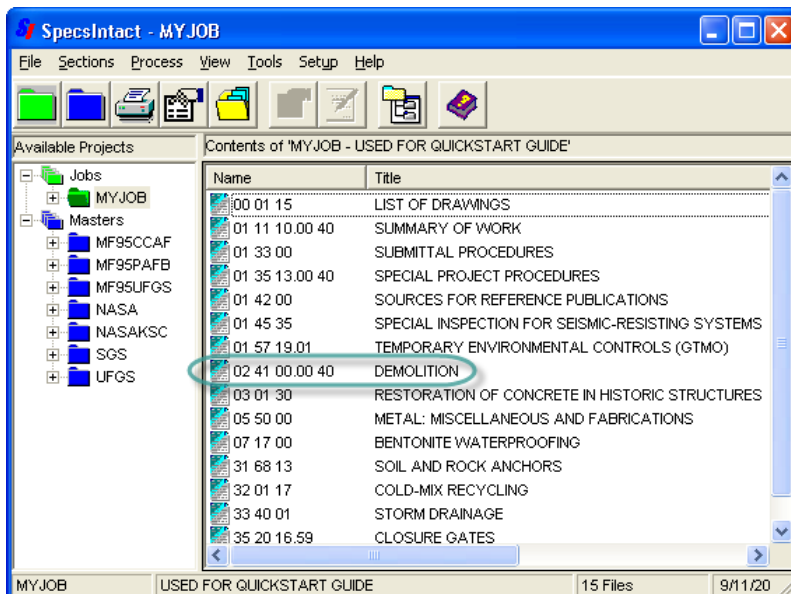 SpecsIntact - MYJOB
File Sections Process View Tools Setup Help
Available Projects
Contents of 'MYJOB - USED FOR QUICKSTART GUIDE'
Jobs
MYJOB
Masters
MF95CCAF
MF95PAFB
MF95UFGS
NASA
NASAKSC
SGS
UFGS
Name Title
00 01 15 LIST OF DRAWINGS
01 11 10.00 40 SUMMARY OF WORK
01 33 00 SUBMITTAL PROCEDURES
01 35 13.00 40 SPECIAL PROJECT PROCEDURES
01 42 00 SOURCES FOR REFERENCE PUBLICATIONS
01 45 35 SPECIAL INSPECTION FOR SEISMIC-RESISTING SYSTEMS
01 57 19.01 TEMPORARY ENVIRONMENTAL CONTROLS (GTMO)
02 41 00.00 40 DEMOLITION
03 01 30 RESTORATION OF CONCRETE IN HISTORIC STRUCTURES
05 50 00 METAL: MISCELLANEOUS AND FABRICATIONS
07 17 00 BENTONITE WATERPROOFING
31 68 13 SOIL AND ROCK ANCHORS
32 01 17 COLD-MIX RECYCLING
33 40 01 STORM DRAINAGE
35 20 16.59 CLOSURE GATES
MYJOB USED FOR QUICKSTART GUIDE 15 Files 9/11/20